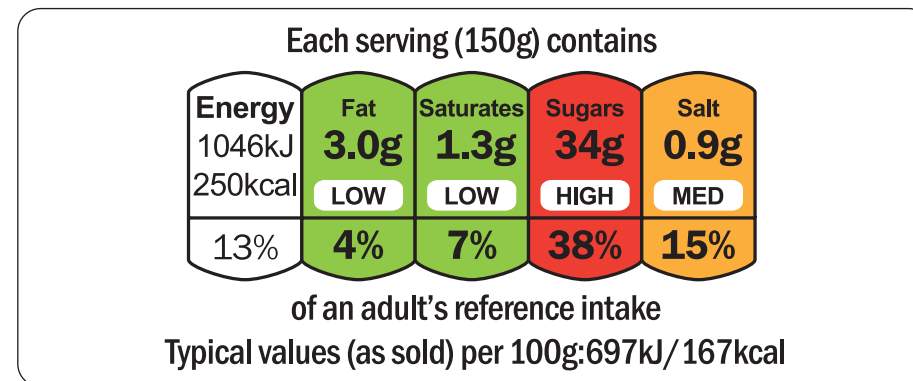 Each serving (150g) contains
Energy Fat Saturates Sugars Salt
1046kJ 3.0g 1.3g 34g 0.9g
250kcal LOW LOW HIGH MED
13% 4% 7% 38% 15%
of an adult's reference intake
Typical values (as sold) per 100g:697kJ/167kcal